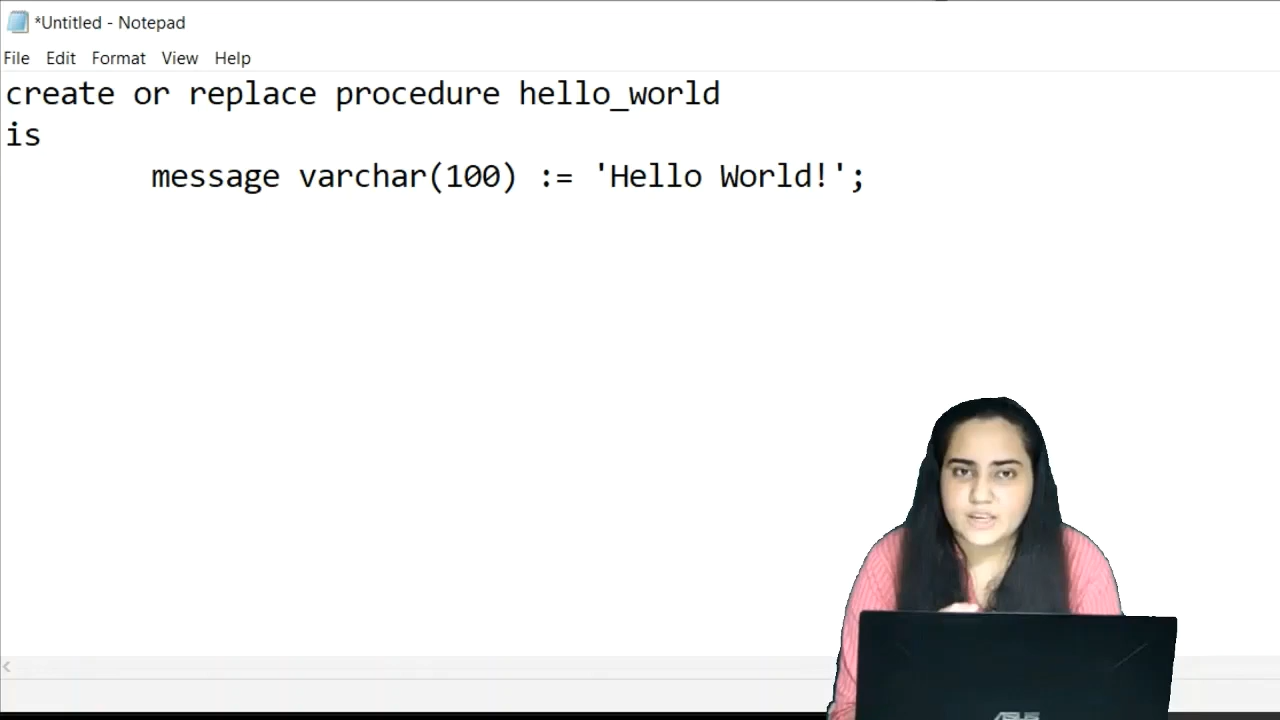 *Untitled - Notepad
File Edit Format View Help
create or replace procedure hello_world
is
message varchar(100) := 'Hello World!';